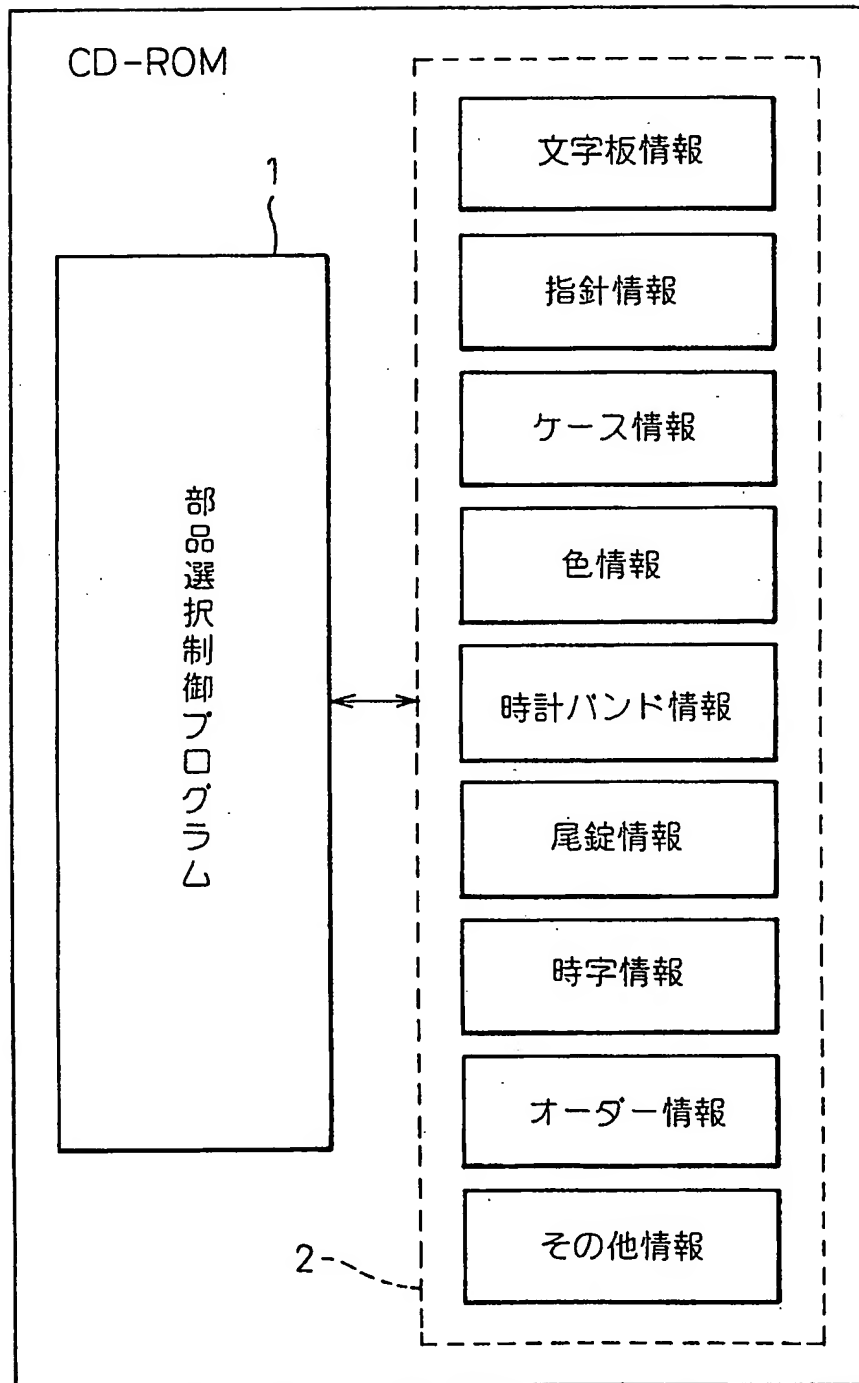 CD-ROM
1
部品選択制御プログラム
文字板情報
指針情報
ケース情報
色情報
時計バンド情報
尾錠情報
時字情報
オーダー情報
その他情報
2